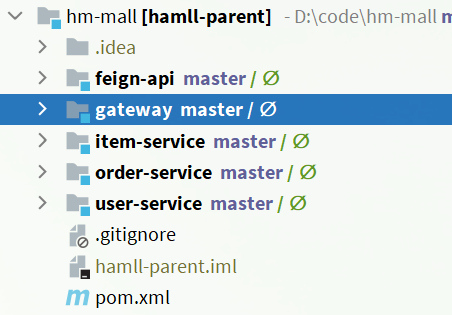 hm-mall [hamll-parent] - D:\code\hm-mall m
.idea
feign-api master / Ø
gateway master / Ø
item-service master / Ø
order-service master / Ø
user-service master / Ø
.gitignore
hamll-parent.iml
m pom.xml